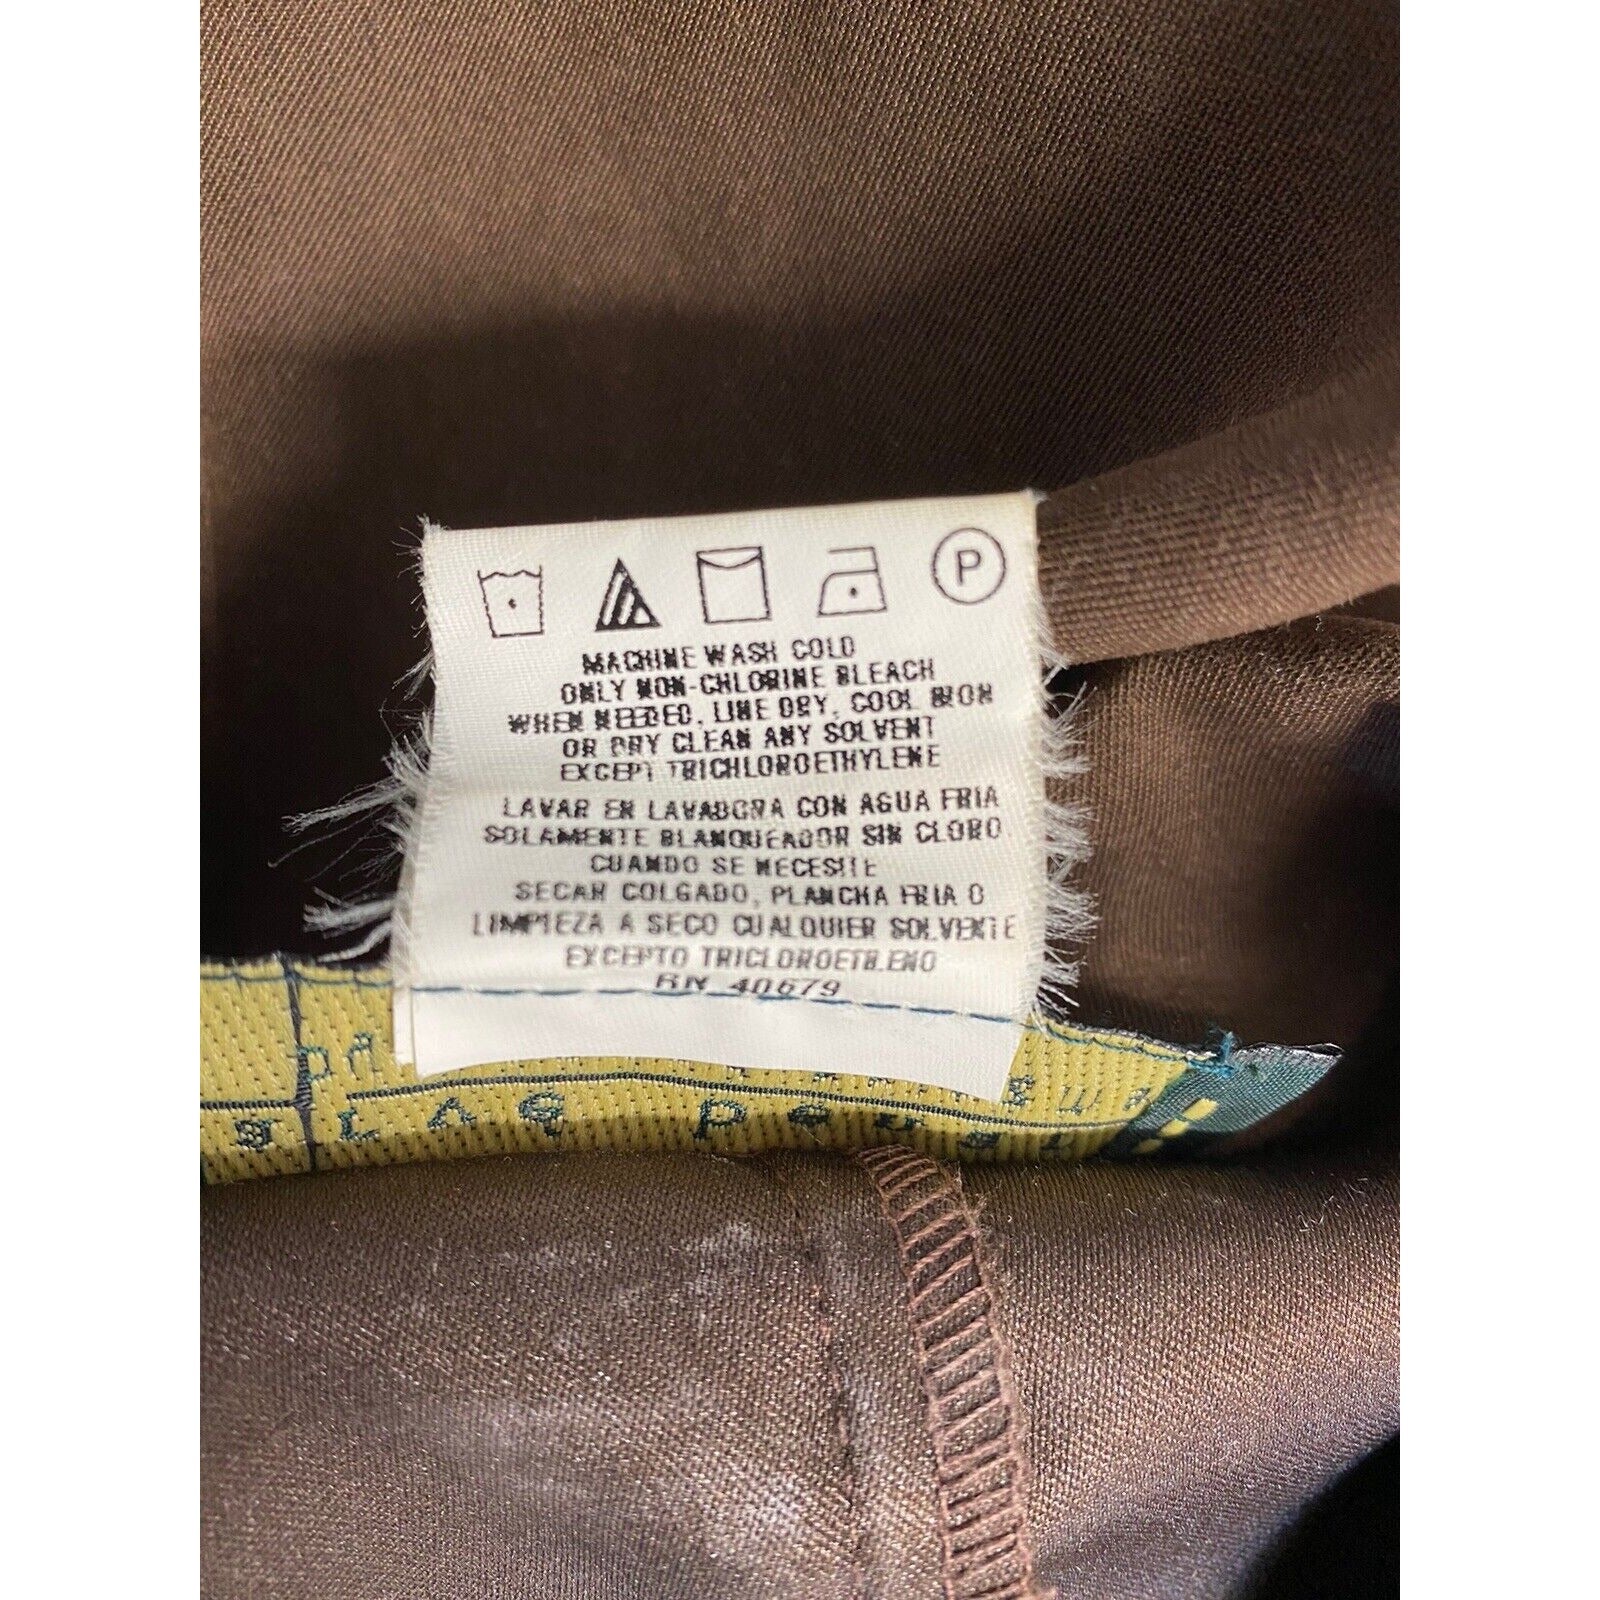 P
MACHINE WASH COLD
ONLY NON-CHLORINE BLEACH
WHEN NEEDED, LINE DRY, COOL IRON
OR DRY CLEAN ANY SOLVENT
EXCEPT TRICHLOROETHYLENE
LAVAR EN LAVADORA CON AGUA FRIA
SOLAMENTE BLANQUEADOR SIN CLORO.
CUANDO SE NECESITE
SECAR COLGADO, PLANCHA FRIA O
LIMPIEZA A SECO CUALQUIER SOLVENTE
EXCEPTO TRICLOROETILENO
RN 40679